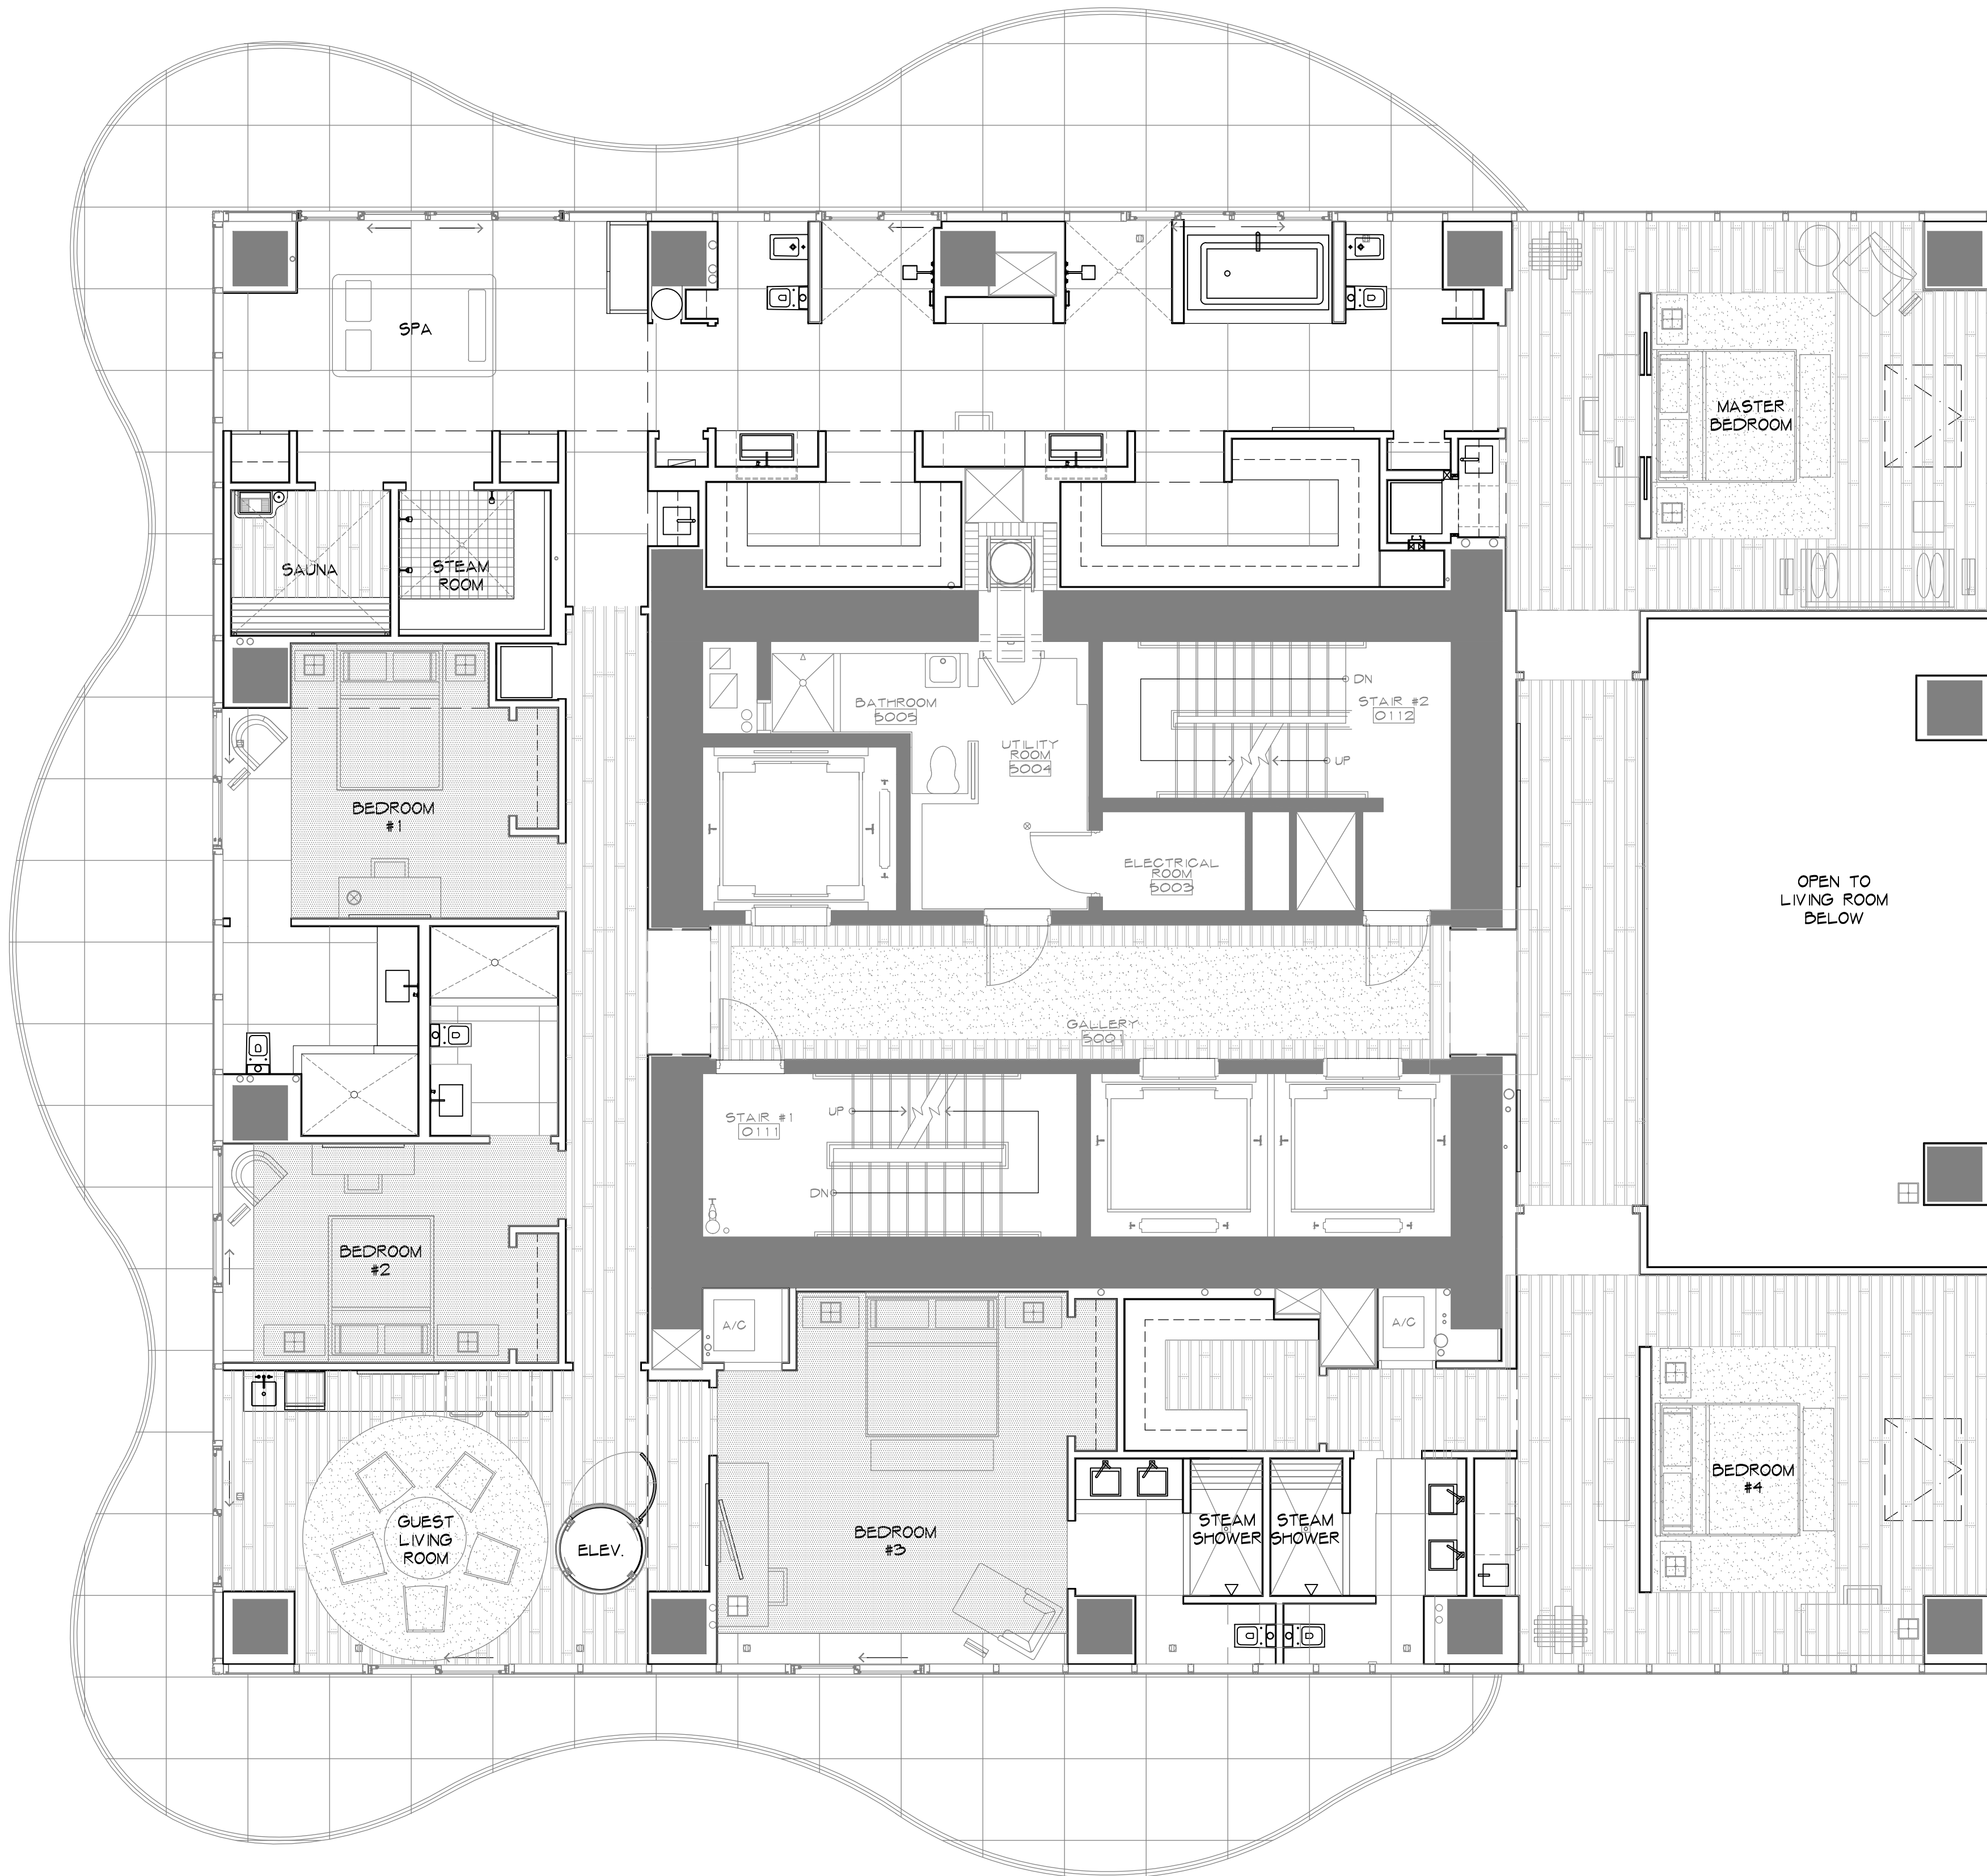 SPA
MASTER
BEDROOM
SAUNA
STEAM
ROOM
BATHROOM
5005
UTILITY
ROOM
5004
DN
STAIR #2
0112
UP
BEDROOM
#1
ELECTRICAL
ROOM
5003
OPEN TO
LIVING ROOM
BELOW
GALLERY
5001
STAIR #1
0111
UP
DN
BEDROOM
#2
A/C
A/C
GUEST
LIVING
ROOM
ELEV.
BEDROOM
#3
STEAM
SHOWER
STEAM
SHOWER
BEDROOM
#4